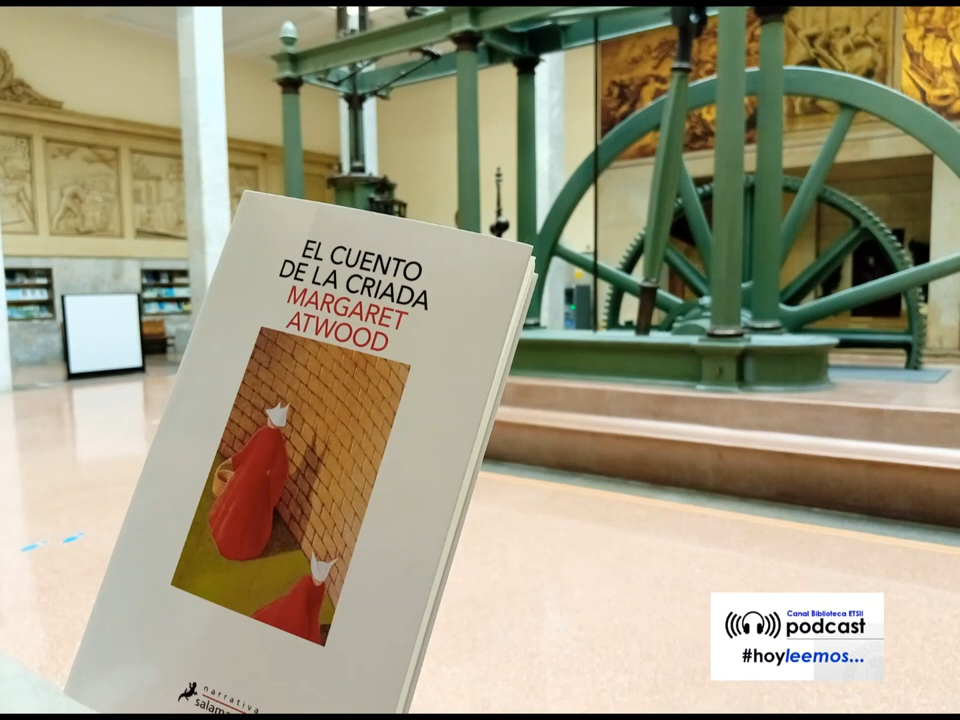 EL CUENTO
DE LA CRIADA
MARGARET
ATWOOD
narrativa
Canal Biblioteca ETSII
podcast
#hoyleemos...